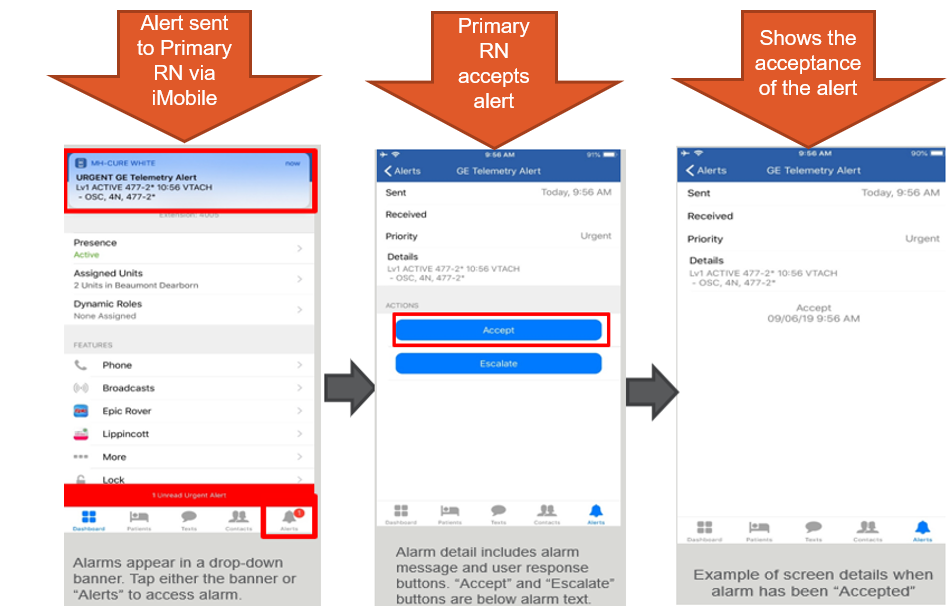 Alert sent
to Primary
RN via
iMobile
MH-CURE WHITE now
URGENT GE Telemetry Alert
Lv1 ACTIVE 477-2* 10:56 VTACH
- OSC, 4N, 477-2*
Extension: 4005
Presence
Active
Assigned Units
2 Units in Beaumont Dearborn
Dynamic Roles
None Assigned
FEATURES
Phone
Broadcasts
Epic Rover
Lippincott
More
Lock
1 Unread Urgent Alert
1
Dashboard Patients Texts Contacts Alerts
Alarms appear in a drop-down
banner. Tap either the banner or
“Alerts” to access alarm.
Primary
RN
accepts
alert
9:56 AM 91%
Alerts GE Telemetry Alert
Sent Today, 9:56 AM
Received
Priority Urgent
Details
Lv1 ACTIVE 477-2* 10:56 VTACH
- OSC, 4N, 477-2*
ACTIONS
Accept
Escalate
Dashboard Patients Texts Contacts Alerts
Alarm detail includes alarm
message and user response
buttons. “Accept” and “Escalate”
buttons are below alarm text.
Shows the
acceptance
of the alert
9:56 AM 90%
Alerts GE Telemetry Alert
Sent Today, 9:56 AM
Received
Priority Urgent
Details
Lv1 ACTIVE 477-2* 10:56 VTACH
- OSC, 4N, 477-2*
Accept
09/06/19 9:56 AM
Dashboard Patients Texts Contacts Alerts
Example of screen details when
alarm has been “Accepted”